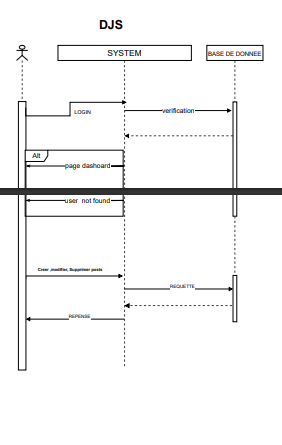 DJS
SYSTEM
BASE DE DONNEE
LOGIN
verification
Alt
page dashoard
user not found
Creer ,modifier, Supprimer posts
REQUETTE
REPENSE